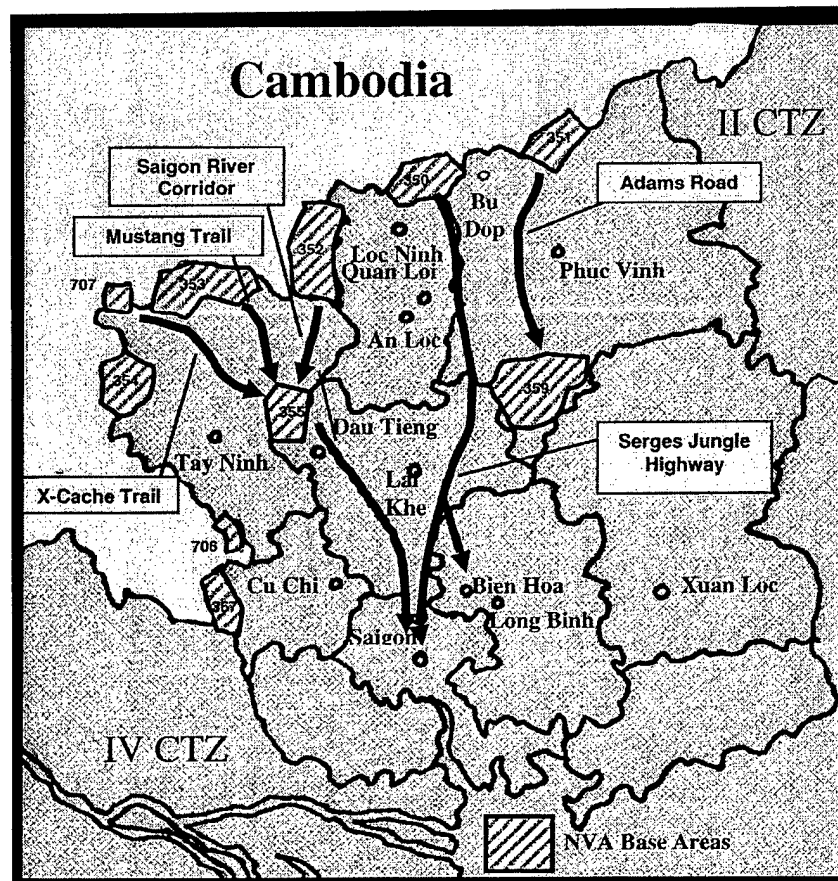 Cambodia
II CTZ
351
Saigon River
Corridor
350
Bu
Dop
Adams Road
Mustang Trail
352
Loc Ninh
Quan Loi
Phuc Vinh
707
353
An Loc
354
359
355
Dau Tieng
Serges Jungle
Highway
Tay Ninh
Lai
Khe
X-Cache Trail
706
Cu Chi
Bien Hoa
Xuan Loc
367
Long Binh
Saigon
IV CTZ
NVA Base Areas